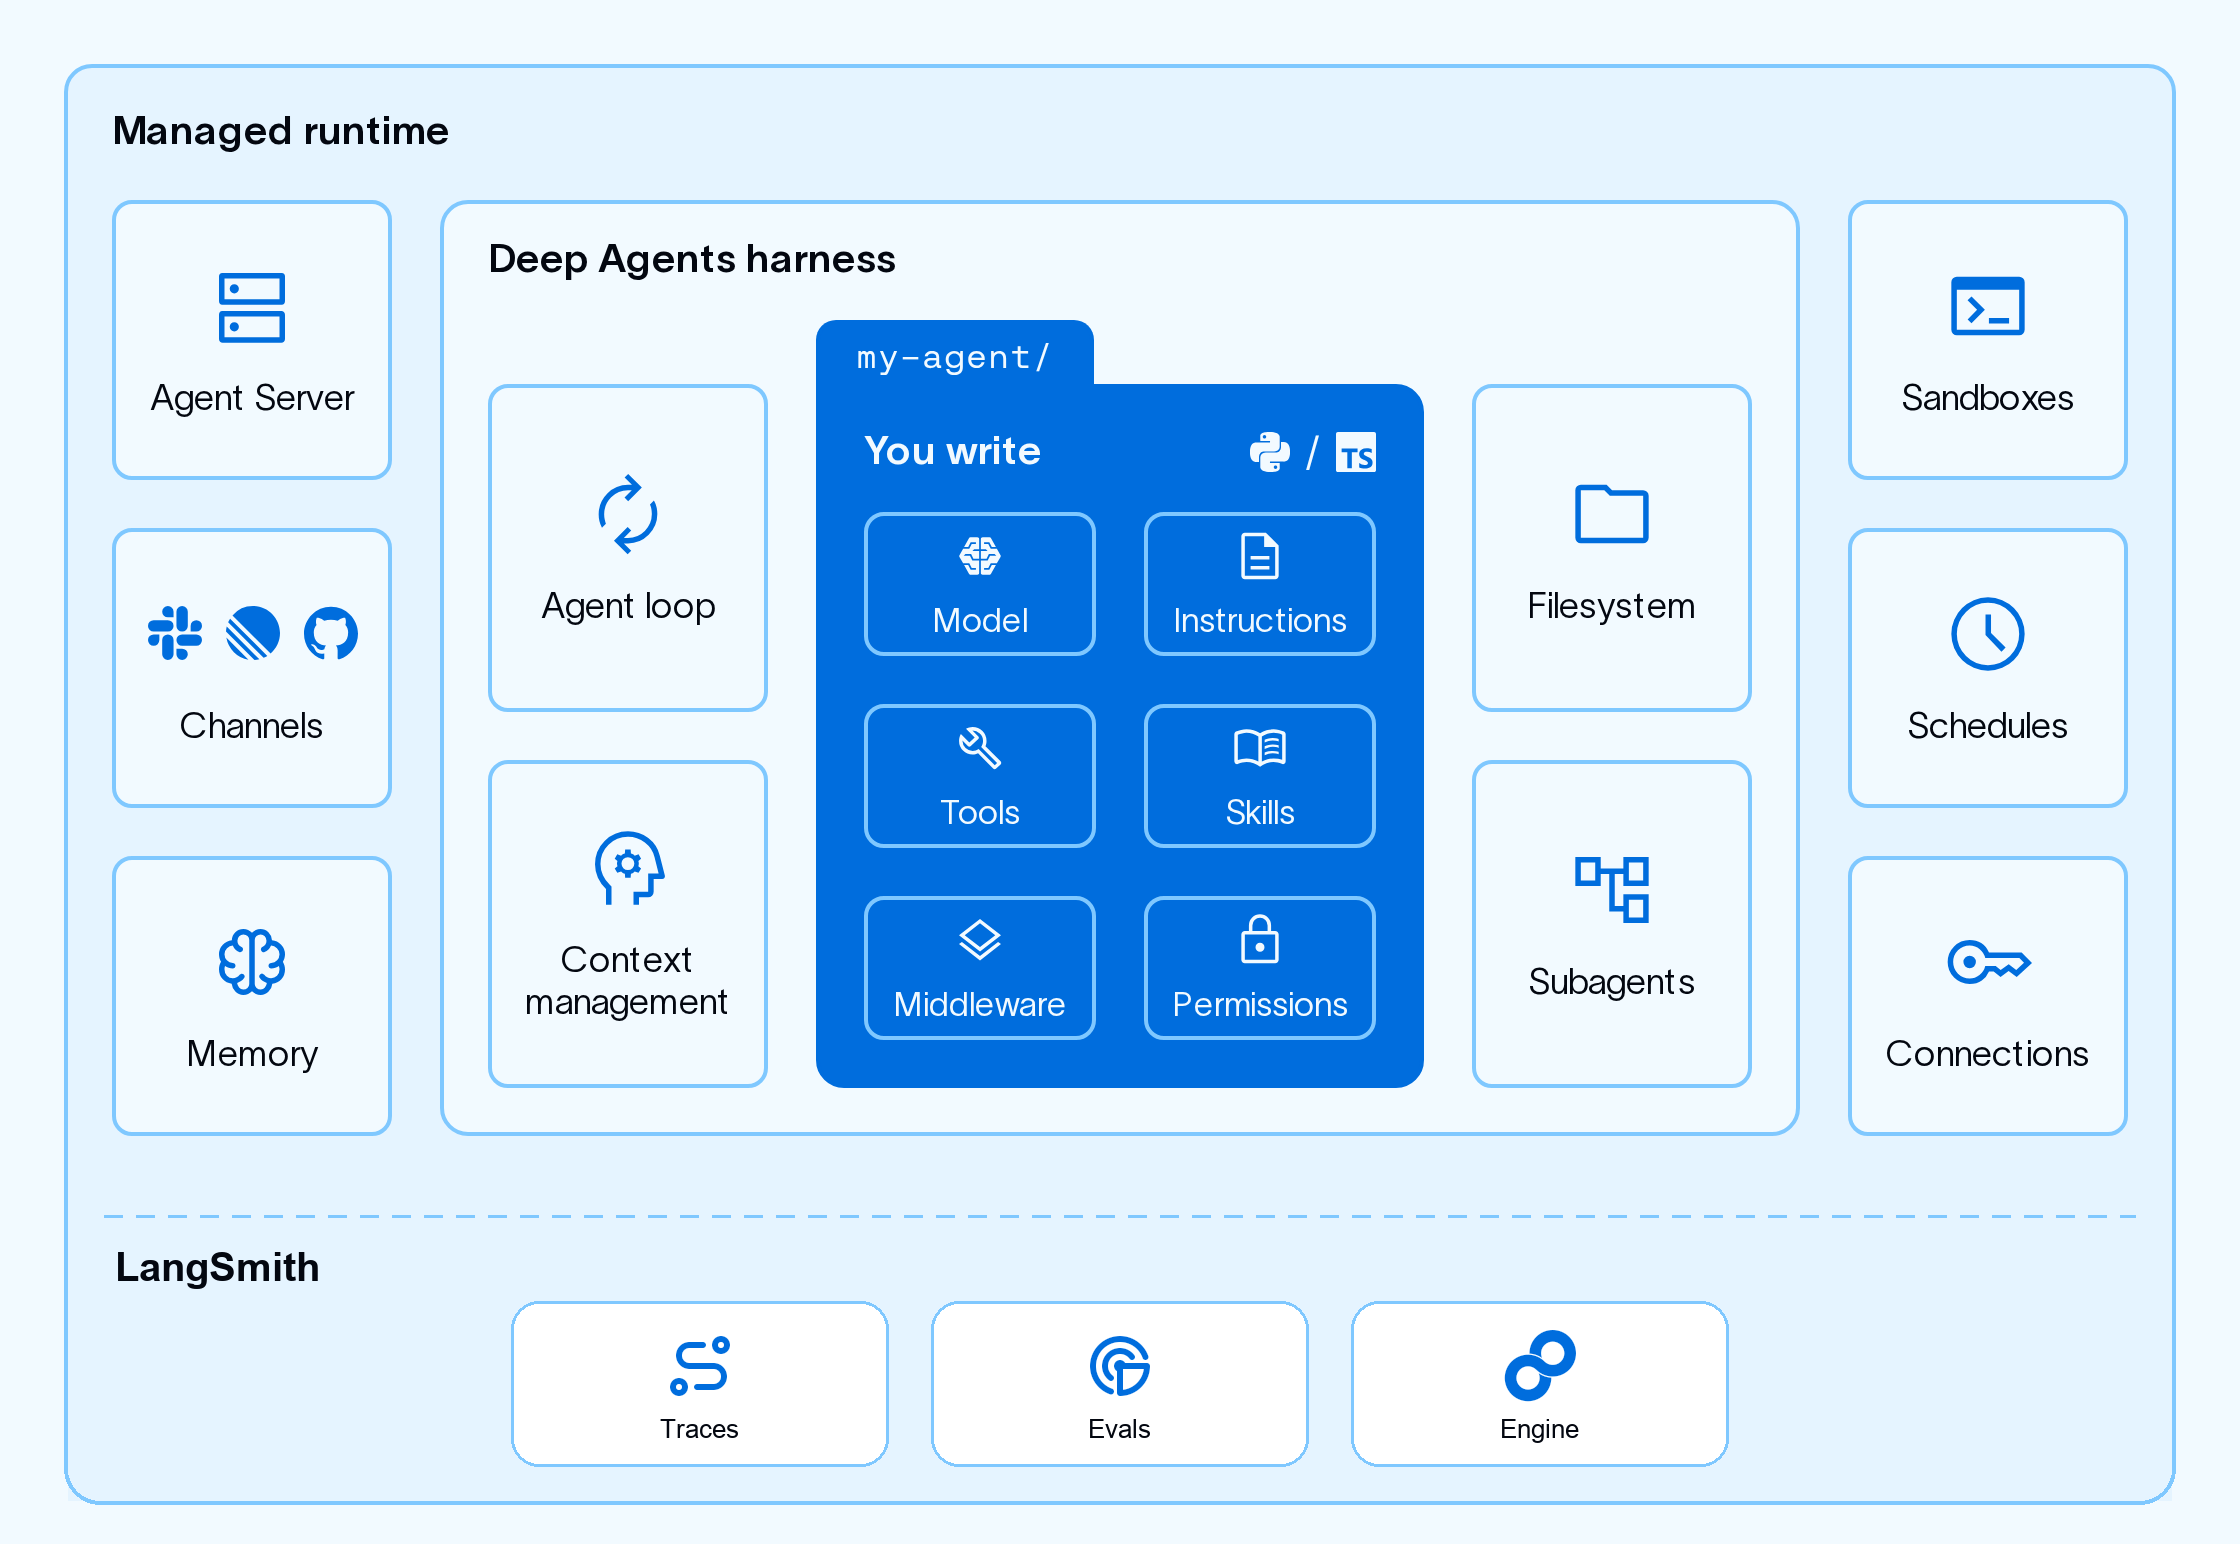 Managed runtime
Agent Server
Channels
Memory
Deep Agents harness
Agent loop
Context
management
my-agent/
You write
/ TS
Model
Instructions
Tools
Skills
Middleware
Permissions
Filesystem
Subagents
Sandboxes
Schedules
Connections
LangSmith
Traces
Evals
Engine